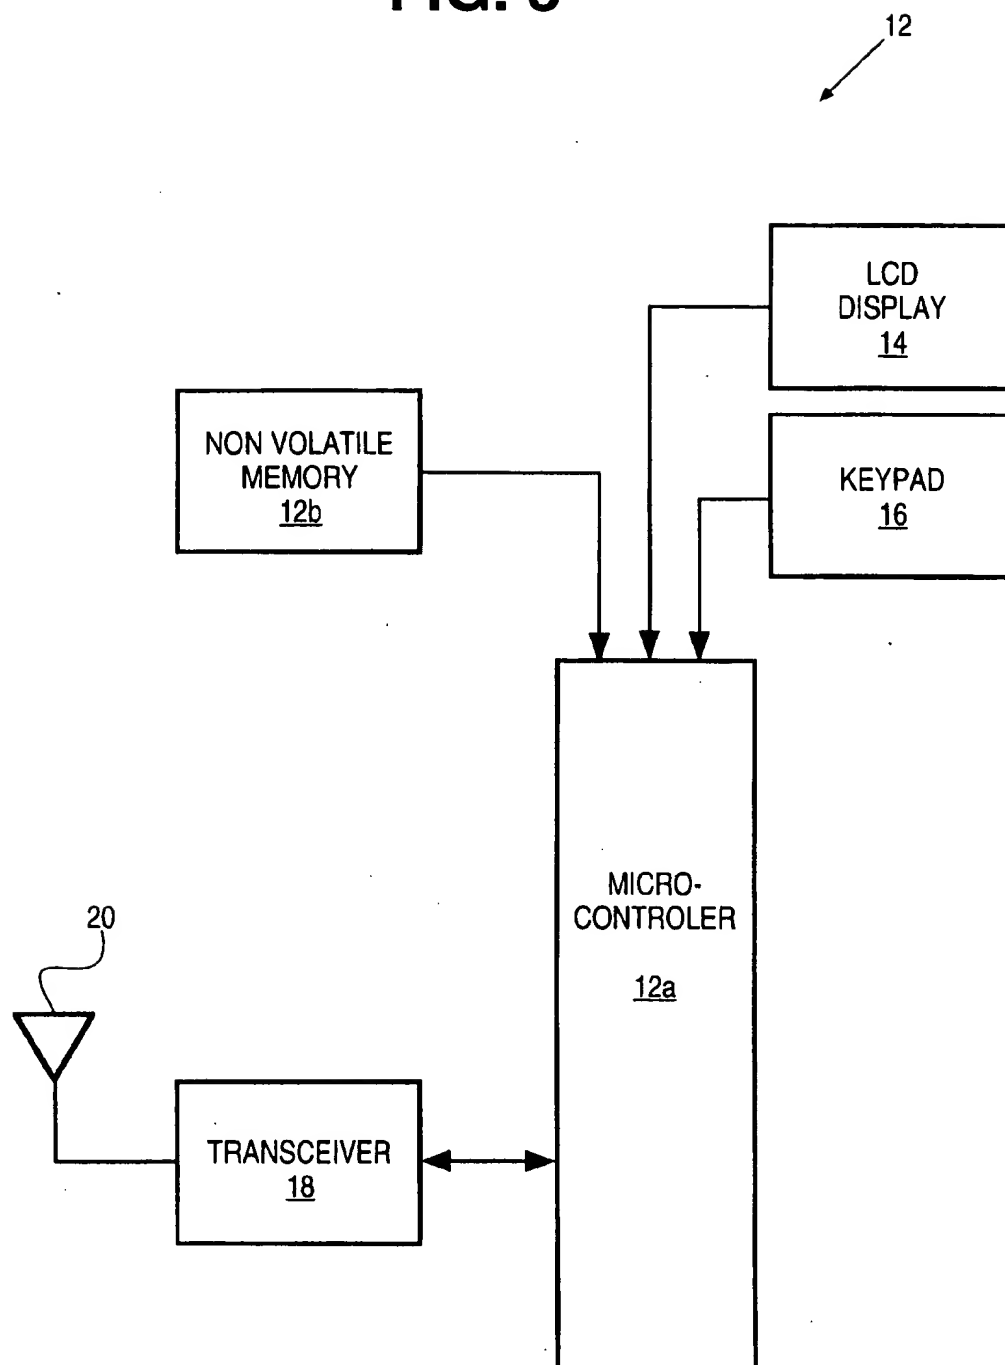 12
LCD
DISPLAY
14
NON VOLATILE
MEMORY
12b
KEYPAD
16
MICRO-
CONTROLER
12a
20
TRANSCEIVER
18